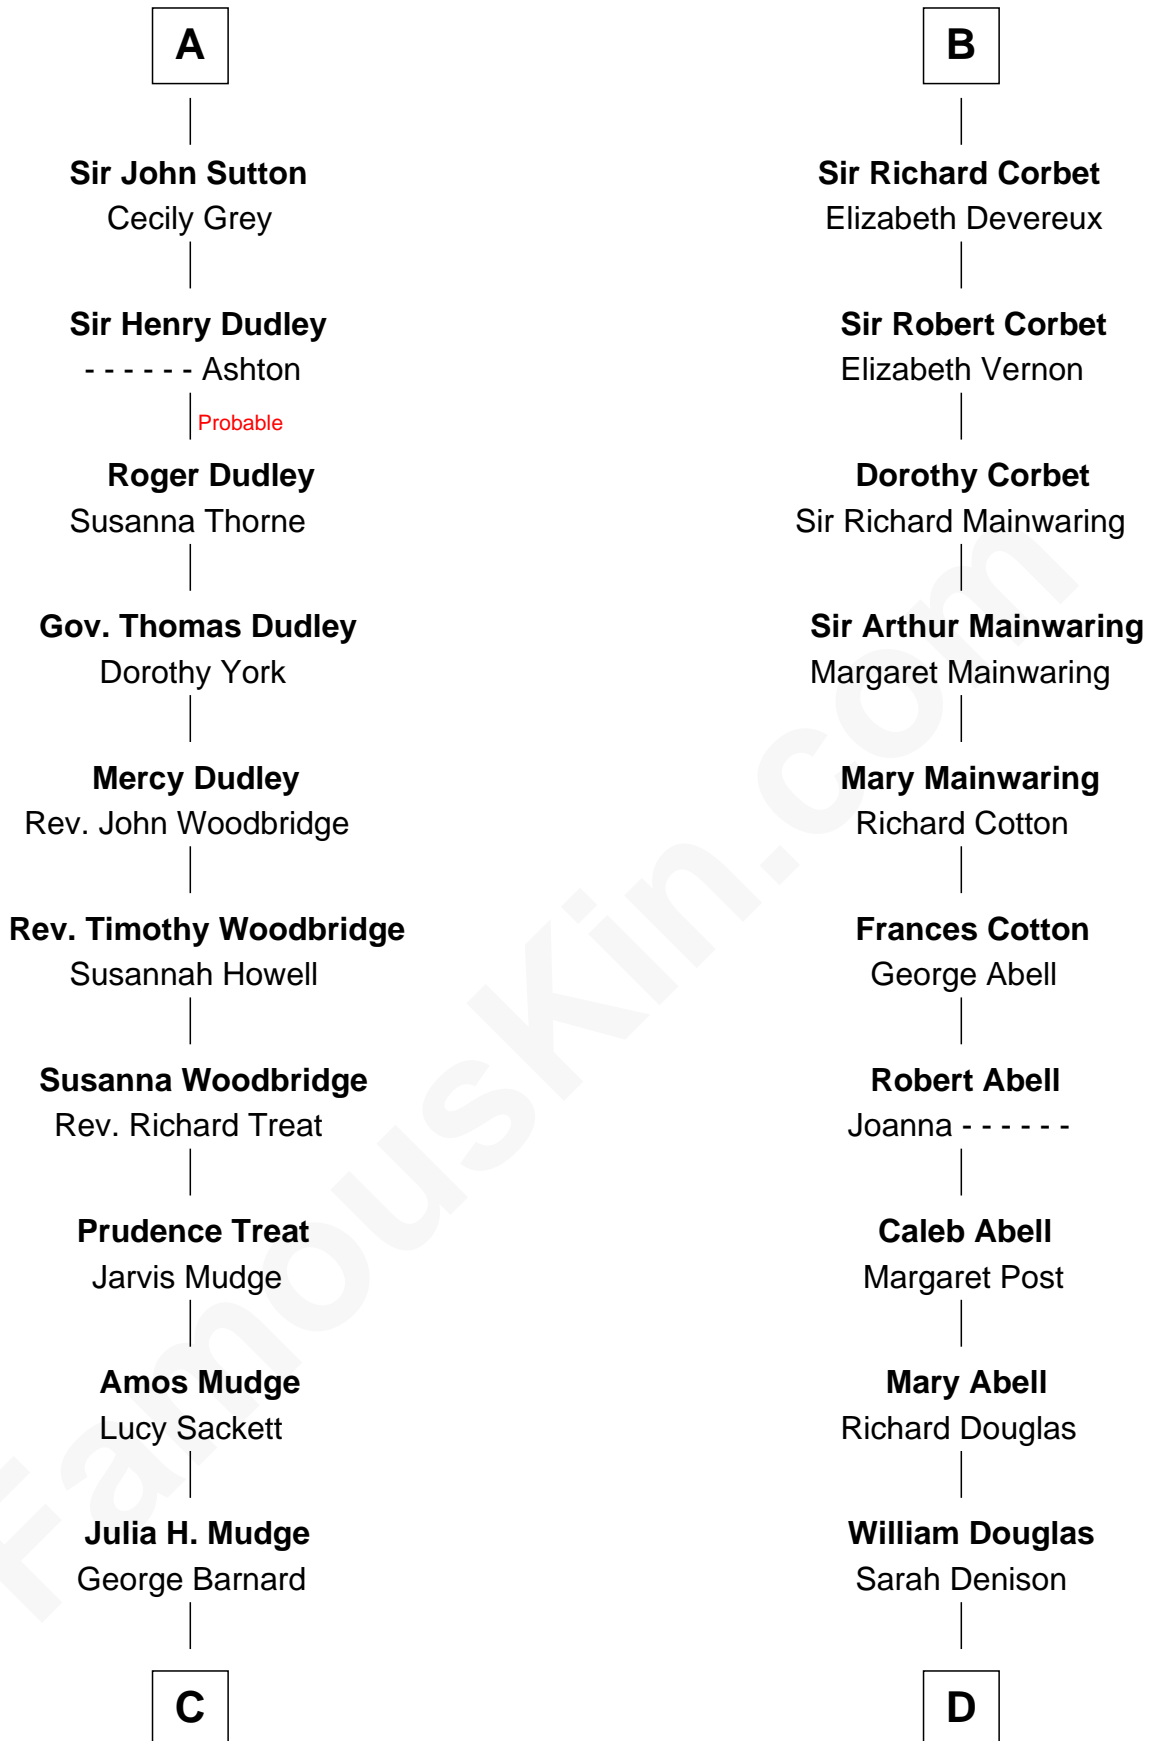 A
Sir John Sutton
Cecily Grey
Sir Henry Dudley
- - - - - - Ashton
Probable
Roger Dudley
Susanna Thorne
Gov. Thomas Dudley
Dorothy York
Mercy Dudley
Rev. John Woodbridge
Rev. Timothy Woodbridge
Susannah Howell
Susanna Woodbridge
Rev. Richard Treat
Prudence Treat
Jarvis Mudge
Amos Mudge
Lucy Sackett
Julia H. Mudge
George Barnard
C
B
Sir Richard Corbet
Elizabeth Devereux
Sir Robert Corbet
Elizabeth Vernon
Dorothy Corbet
Sir Richard Mainwaring
Sir Arthur Mainwaring
Margaret Mainwaring
Mary Mainwaring
Richard Cotton
Frances Cotton
George Abell
Robert Abell
Joanna - - - - - -
Caleb Abell
Margaret Post
Mary Abell
Richard Douglas
William Douglas
Sarah Denison
D
FamousKin.com